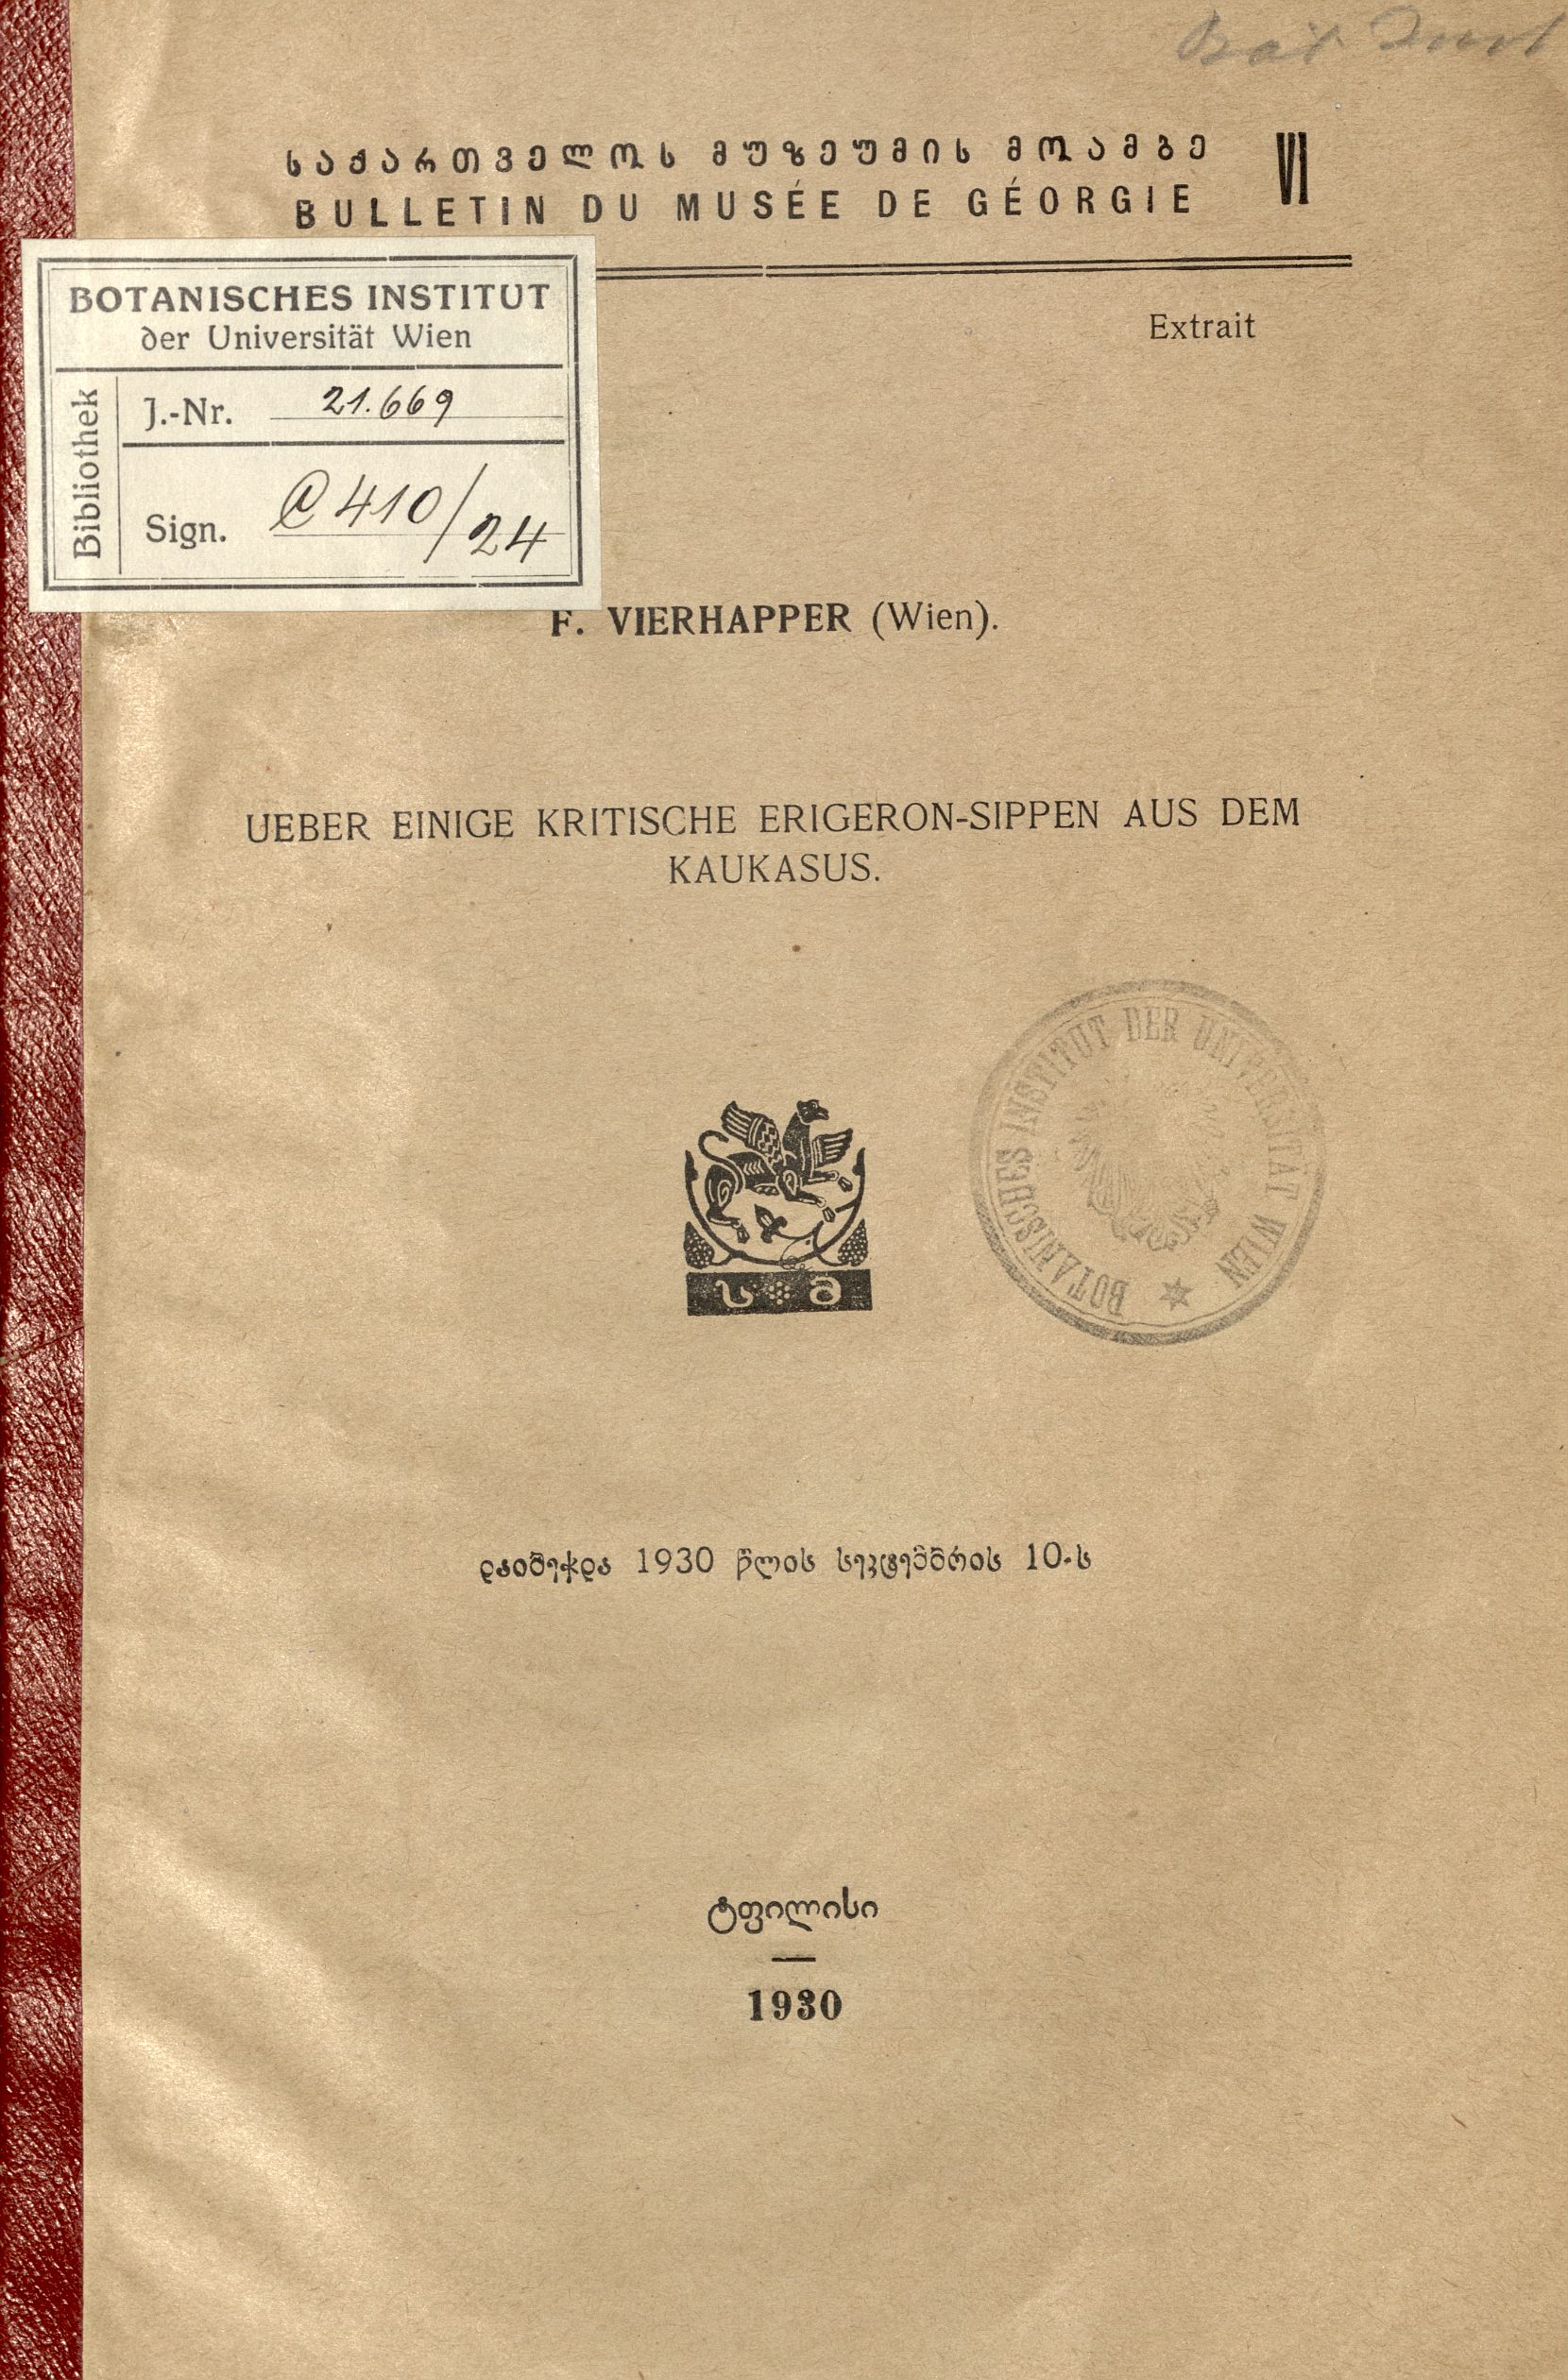 საქართველოს მუზეუმის მოამბე VI
BULLETIN DU MUSÉE DE GÉORGIE
Extrait
BOTANISCHES INSTITUT
der Universität Wien
Bibliothek
J.-Nr. 21.669
Sign. C 410/24
F. VIERHAPPER (Wien).
UEBER EINIGE KRITISCHE ERIGERON-SIPPEN AUS DEM
KAUKASUS.
BOTANISCHES INSTITUT DER UNIVERSITÄT WIEN
ს მ
დაიბეჭდა 1930 წლის სეკტემბრის 10-ს
ტფილისი
1930